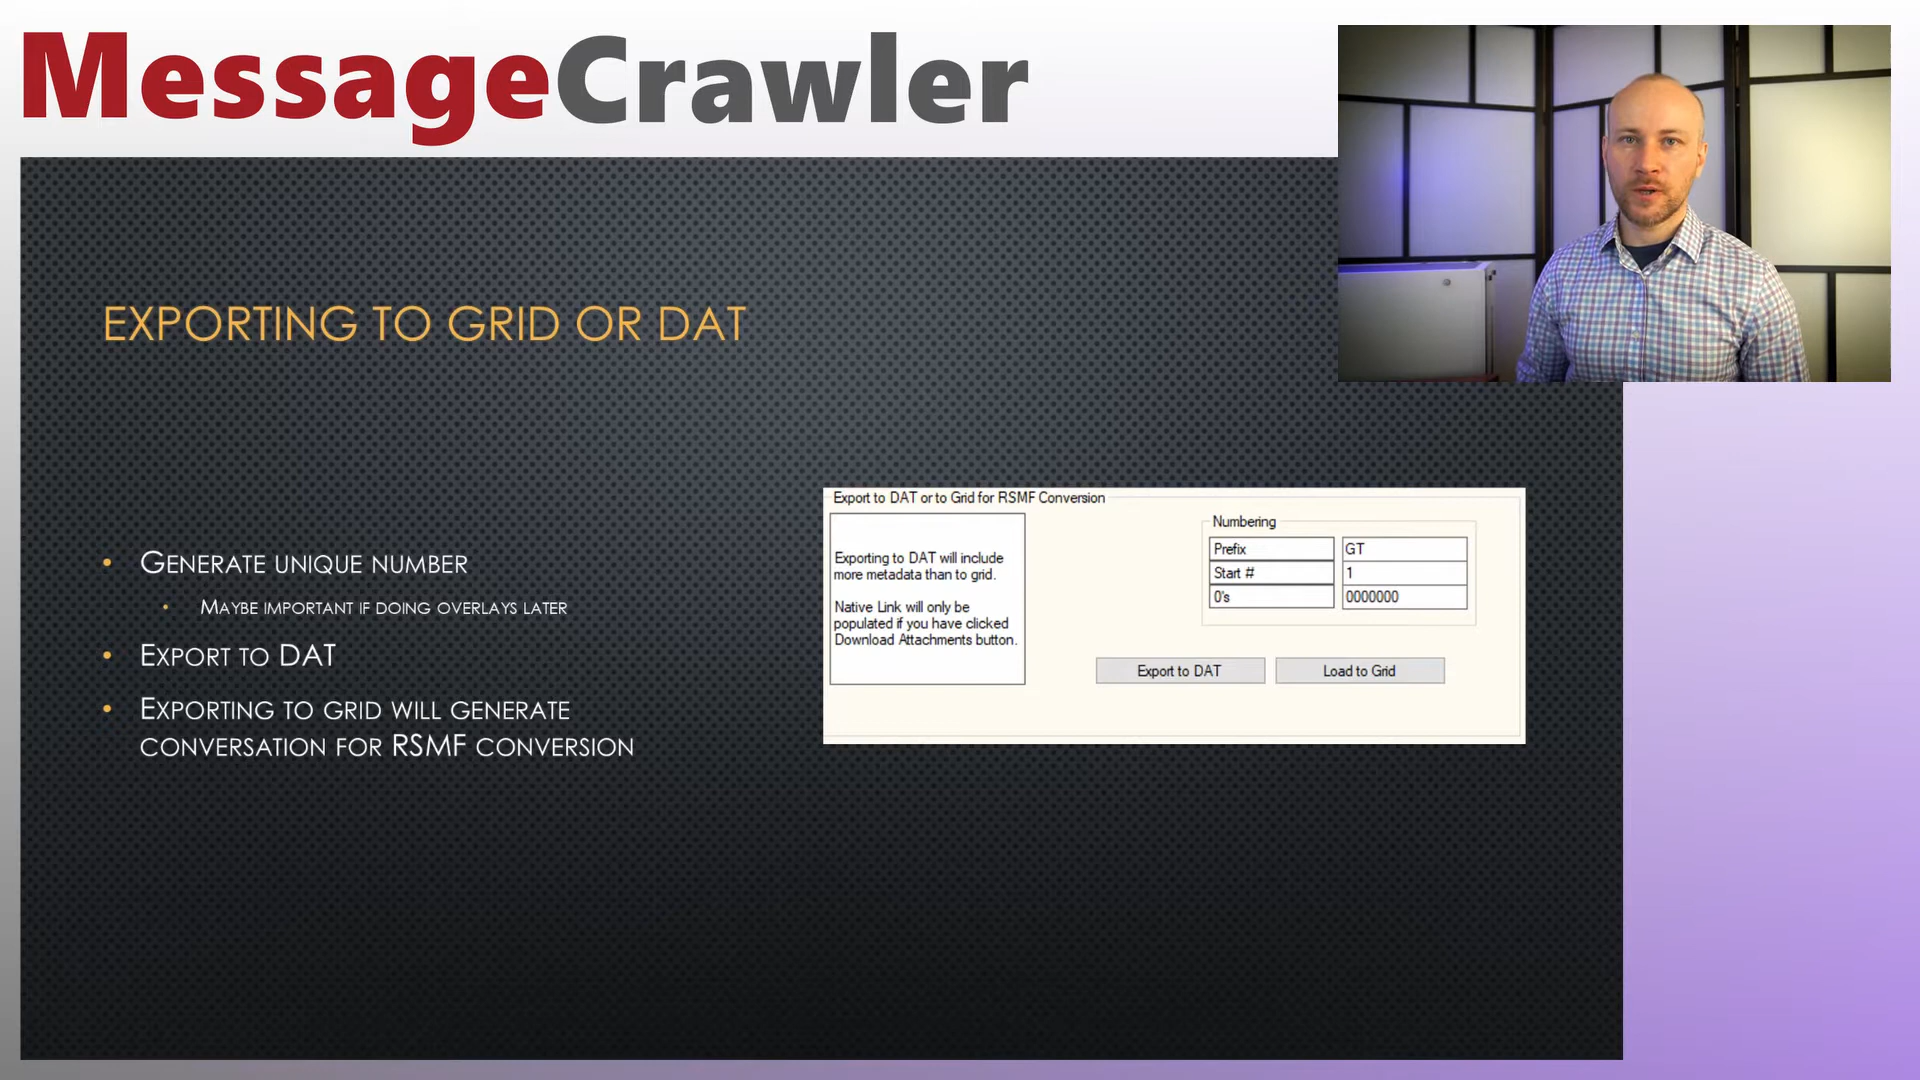 MessageCrawler
EXPORTING TO GRID OR DAT
• GENERATE UNIQUE NUMBER
• MAYBE IMPORTANT IF DOING OVERLAYS LATER
• EXPORT TO DAT
• EXPORTING TO GRID WILL GENERATE
CONVERSATION FOR RSMF CONVERSION
Export to DAT or to Grid for RSMF Conversion
Exporting to DAT will include
more metadata than to grid.
Native Link will only be
populated if you have clicked
Download Attachments button.
Numbering
Prefix GT
Start # 1
0's 0000000
Export to DAT Load to Grid